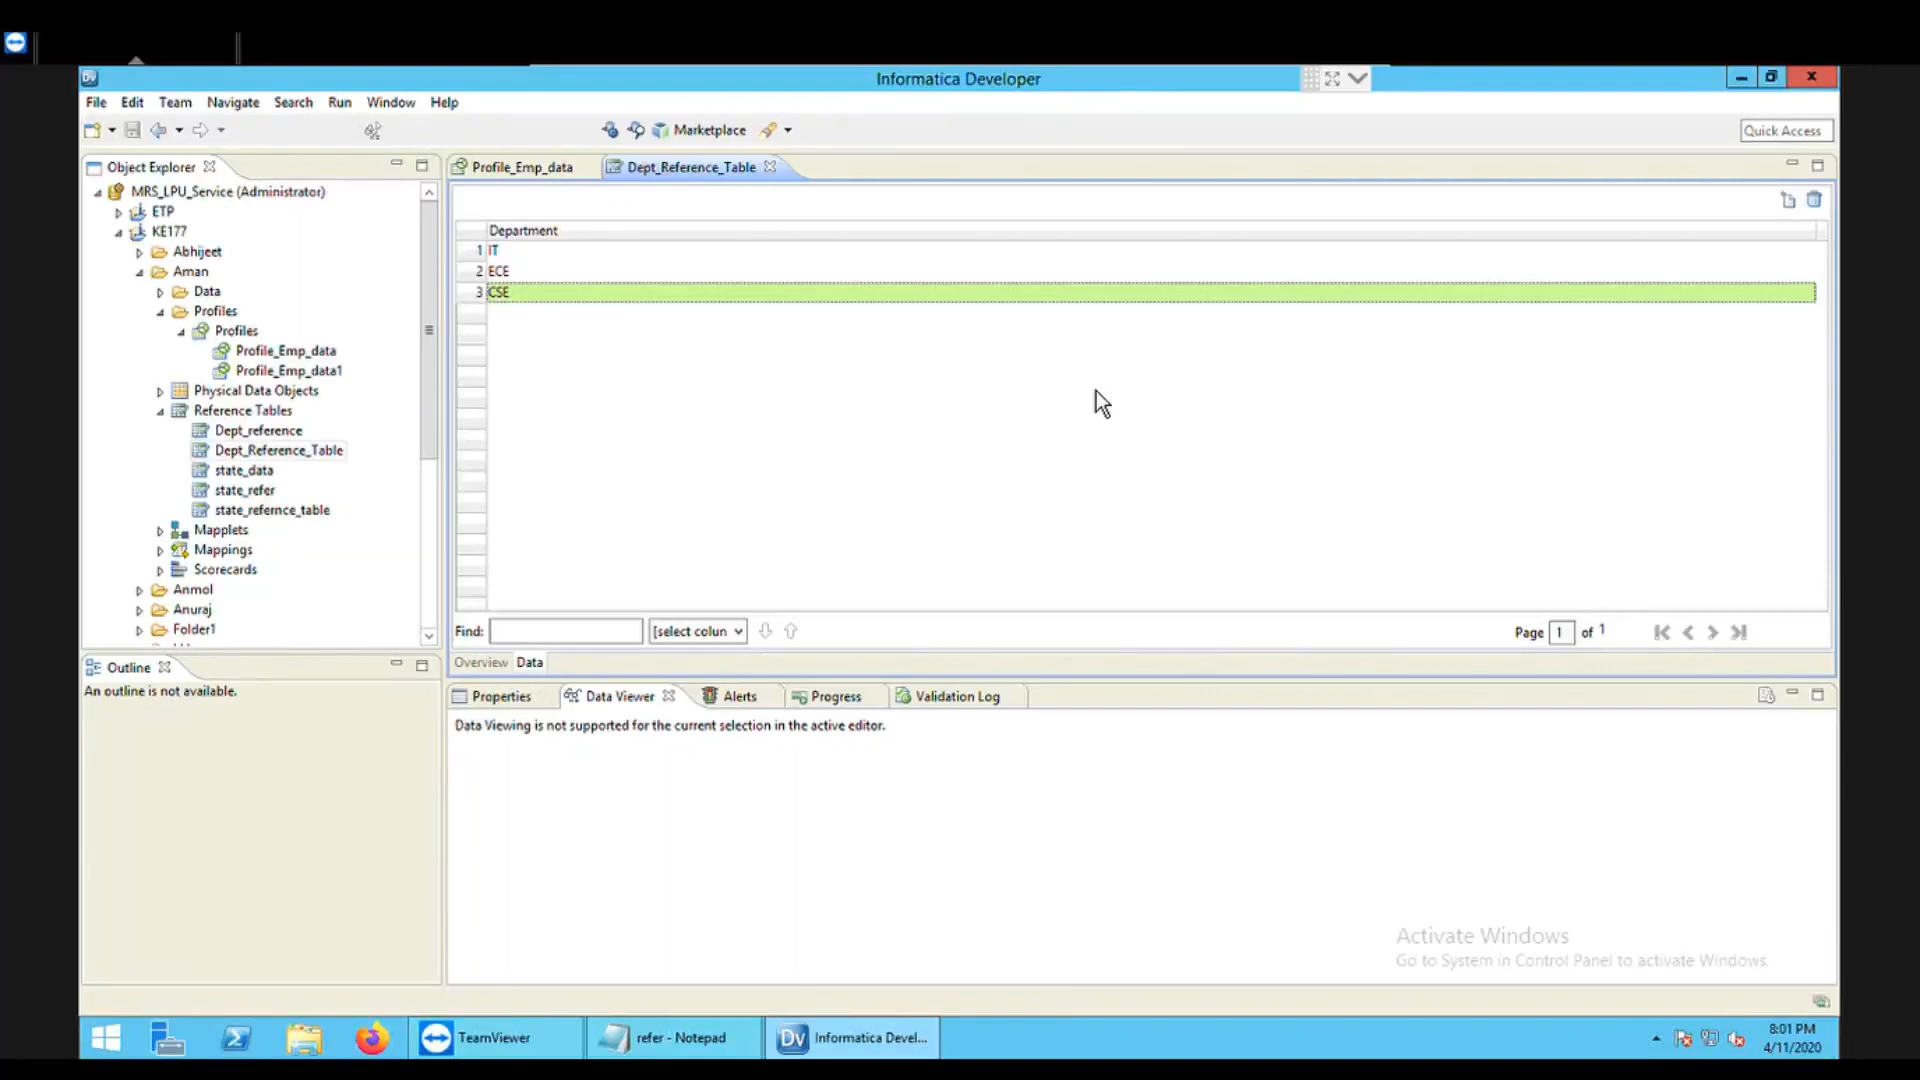 Informatica Developer
File Edit Team Navigate Search Run Window Help
Marketplace
Quick Access
Object Explorer
MRS_LPU_Service (Administrator)
ETP
KE177
Abhijeet
Aman
Data
Profiles
Profiles
Profile_Emp_data
Profile_Emp_data1
Physical Data Objects
Reference Tables
Dept_reference
Dept_Reference_Table
state_data
state_refer
state_refernce_table
Mapplets
Mappings
Scorecards
Anmol
Anuraj
Folder1
Profile_Emp_data Dept_Reference_Table
Department
1 IT
2 ECE
3 CSE
Find: [select colun Page 1 of 1
Overview Data
Outline
An outline is not available.
Properties Data Viewer Alerts Progress Validation Log
Data Viewing is not supported for the current selection in the active editor.
Activate Windows
Go to System in Control Panel to activate Windows.
TeamViewer refer - Notepad Dv Informatica Devel...
8:01 PM
4/11/2020